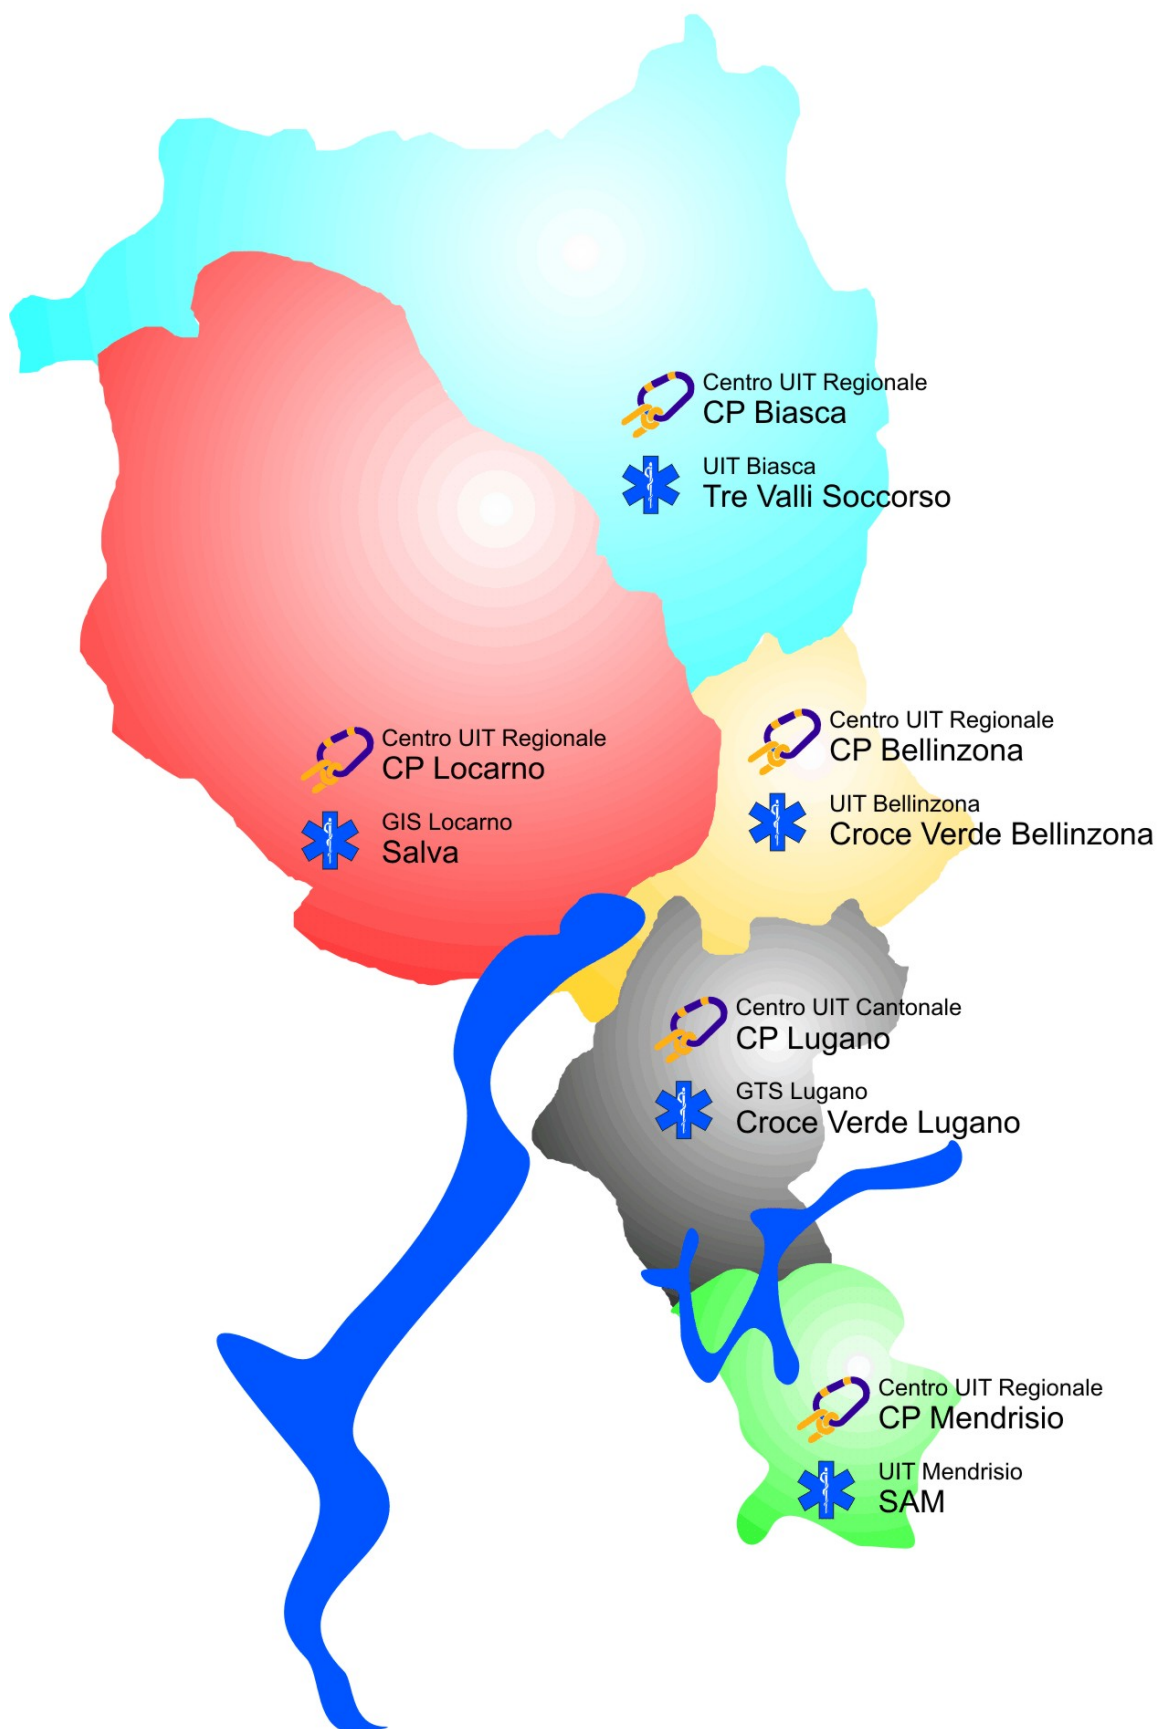 Centro UIT Regionale
CP Biasca
UIT Biasca
Tre Valli Soccorso
Centro UIT Regionale
CP Bellinzona
UIT Bellinzona
Croce Verde Bellinzona
Centro UIT Regionale
CP Locarno
GIS Locarno
Salva
Centro UIT Cantonale
CP Lugano
GTS Lugano
Croce Verde Lugano
Centro UIT Regionale
CP Mendrisio
UIT Mendrisio
SAM